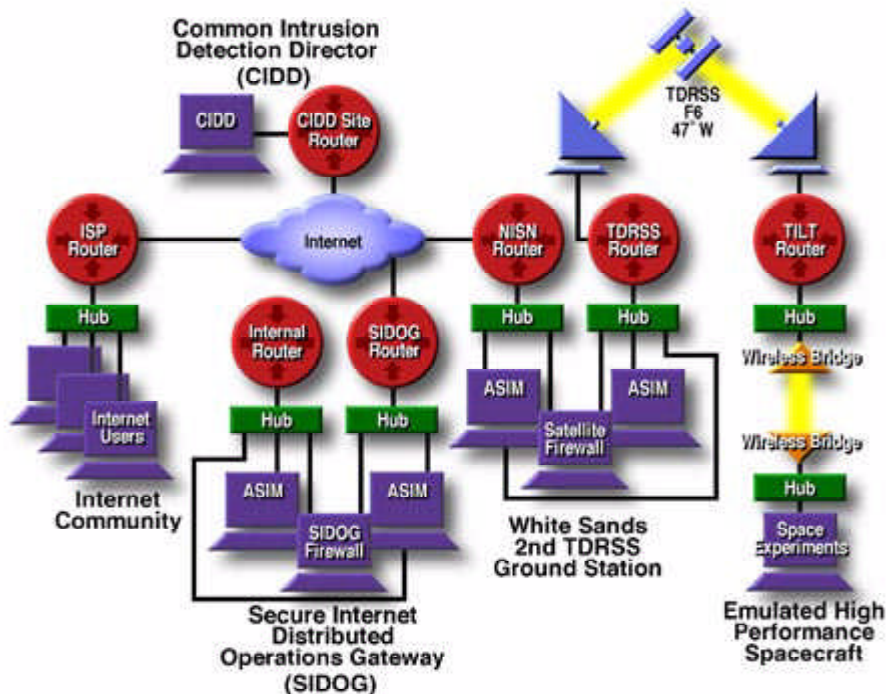 Common Intrusion
Detection Director
(CIDD)
CIDD
CIDD Site
Router
TDRSS
F6
47° W
ISP
Router
Internet
NISN
Router
TDRSS
Router
TILT
Router
Hub
Internal
Router
SIDOG
Router
Hub
Hub
Hub
Wireless Bridge
Internet
Users
Hub
Hub
ASIM
Satellite
Firewall
ASIM
Wireless Bridge
Internet
Community
ASIM
SIDOG
Firewall
ASIM
White Sands
2nd TDRSS
Ground Station
Hub
Space
Experiments
Secure Internet
Distributed
Operations Gateway
(SIDOG)
Emulated High
Performance
Spacecraft